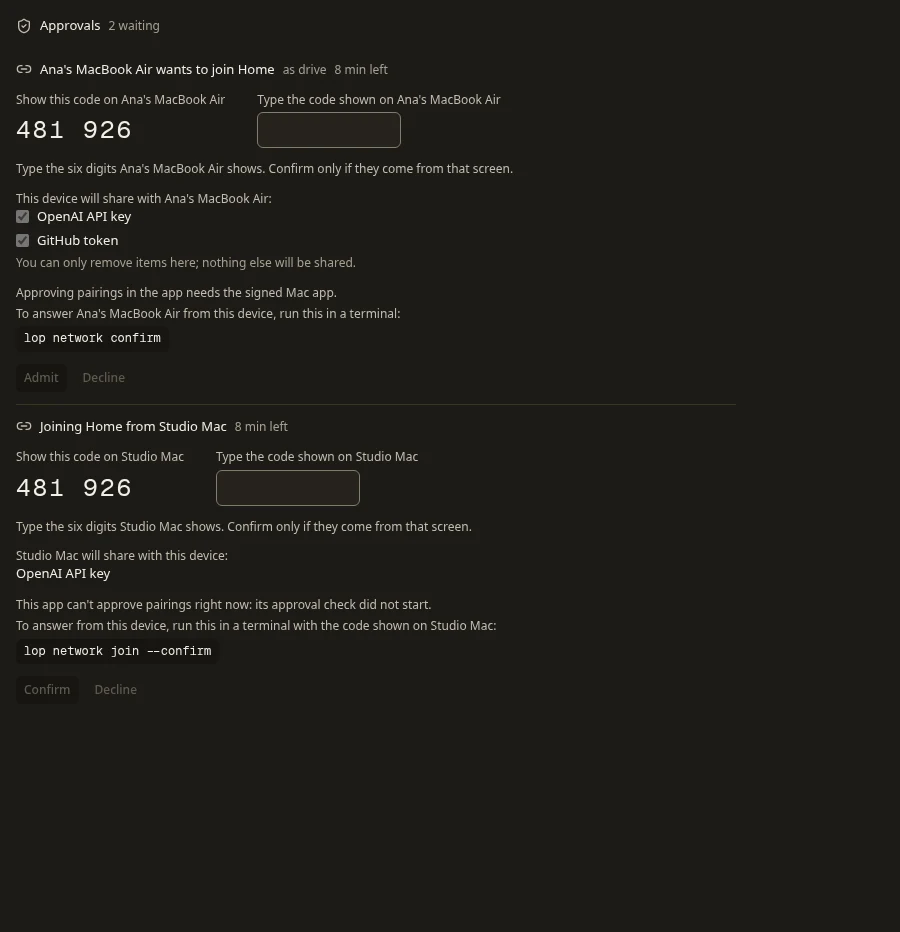 Approvals 2 waiting
Ana's MacBook Air wants to join Home as drive 8 min left
Show this code on Ana's MacBook Air Type the code shown on Ana's MacBook Air
481 926
Type the six digits Ana's MacBook Air shows. Confirm only if they come from that screen.
This device will share with Ana's MacBook Air:
OpenAI API key
GitHub token
You can only remove items here; nothing else will be shared.
Approving pairings in the app needs the signed Mac app.
To answer Ana's MacBook Air from this device, run this in a terminal:
lop network confirm
Admit Decline
Joining Home from Studio Mac 8 min left
Show this code on Studio Mac Type the code shown on Studio Mac
481 926
Type the six digits Studio Mac shows. Confirm only if they come from that screen.
Studio Mac will share with this device:
OpenAI API key
This app can't approve pairings right now: its approval check did not start.
To answer from this device, run this in a terminal with the code shown on Studio Mac:
lop network join --confirm
Confirm Decline